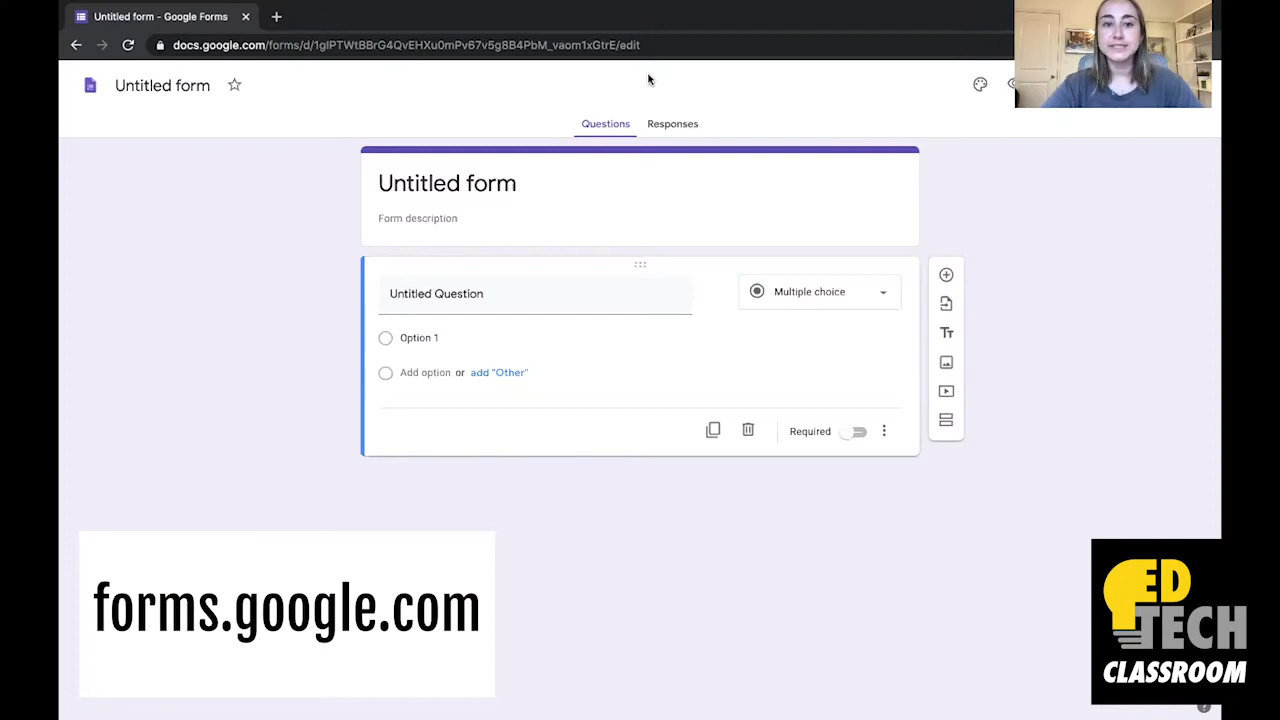 Untitled form - Google Forms
docs.google.com/forms/d/1glPTWtBBrG4QvEHXu0mPv67v5g8B4PbM_vaom1xGtrE/edit
Untitled form
Questions Responses
Untitled form
Form description
Untitled Question
Multiple choice
Option 1
Add option or add "Other"
Required
forms.google.com
ED
TECH
CLASSROOM